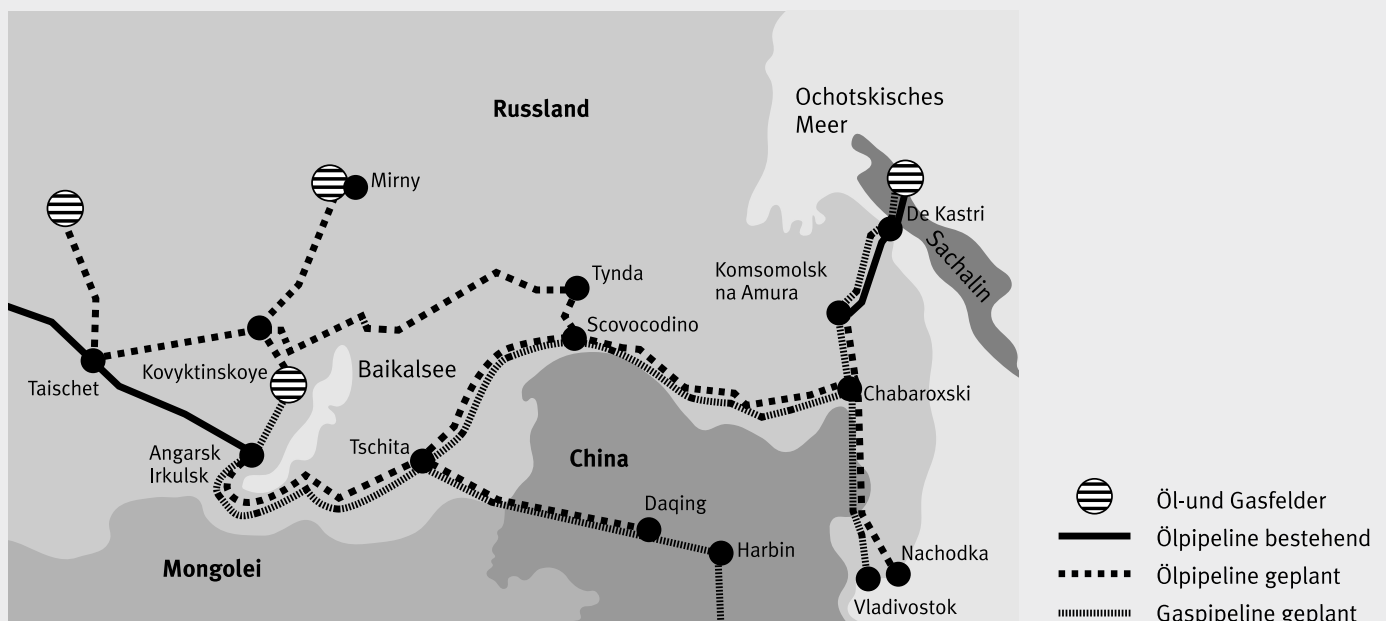 Russland
Ochotskisches
Meer
Mirny
De Kastri
Sachalin
Tynda
Komsomolsk
na Amura
Scovocodino
Baikalsee
Kovyktinskoye
Taischet
Chabaroxski
Tschita
Angarsk
Irkulsk
China
Daqing
Harbin
Nachodka
Mongolei
Vladivostok
Öl-und Gasfelder
Ölpipeline bestehend
Ölpipeline geplant
Gaspipeline geplant